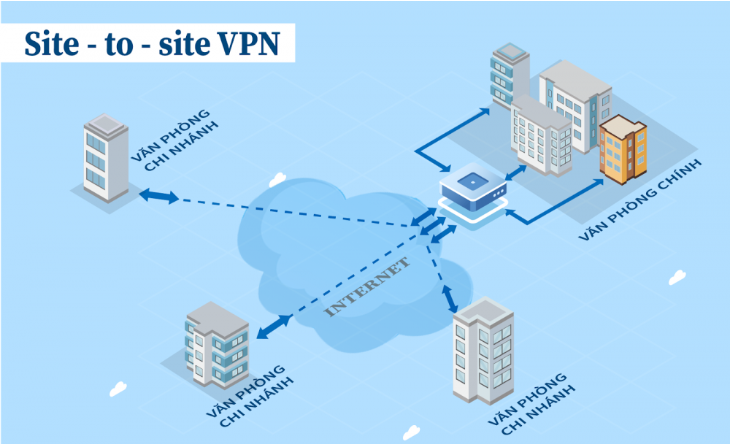 Site - to - site VPN
VĂN PHÒNG
CHI NHÁNH
VĂN PHÒNG CHÍNH
INTERNET
VĂN PHÒNG
CHI NHÁNH
VĂN PHÒNG
CHI NHÁNH